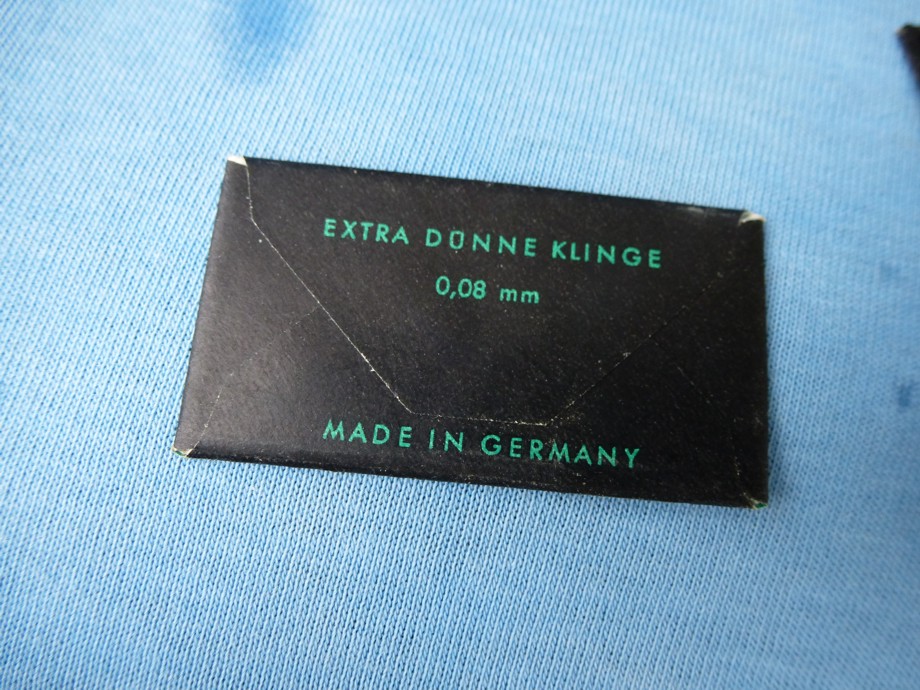 EXTRA DÜNNE KLINGE
0,08 mm
MADE IN GERMANY